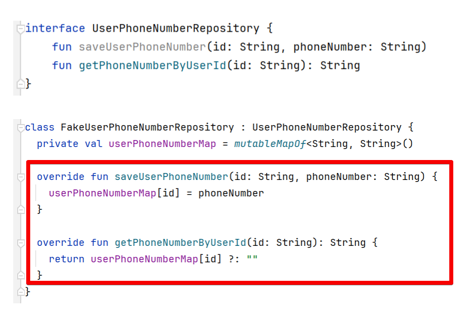 interface UserPhoneNumberRepository {
fun saveUserPhoneNumber(id: String, phoneNumber: String)
fun getPhoneNumberByUserId(id: String): String
}
class FakeUserPhoneNumberRepository : UserPhoneNumberRepository {
private val userPhoneNumberMap = mutableMapOf<String, String>()
override fun saveUserPhoneNumber(id: String, phoneNumber: String) {
userPhoneNumberMap[id] = phoneNumber
}
override fun getPhoneNumberByUserId(id: String): String {
return userPhoneNumberMap[id] ?: ""
}
}